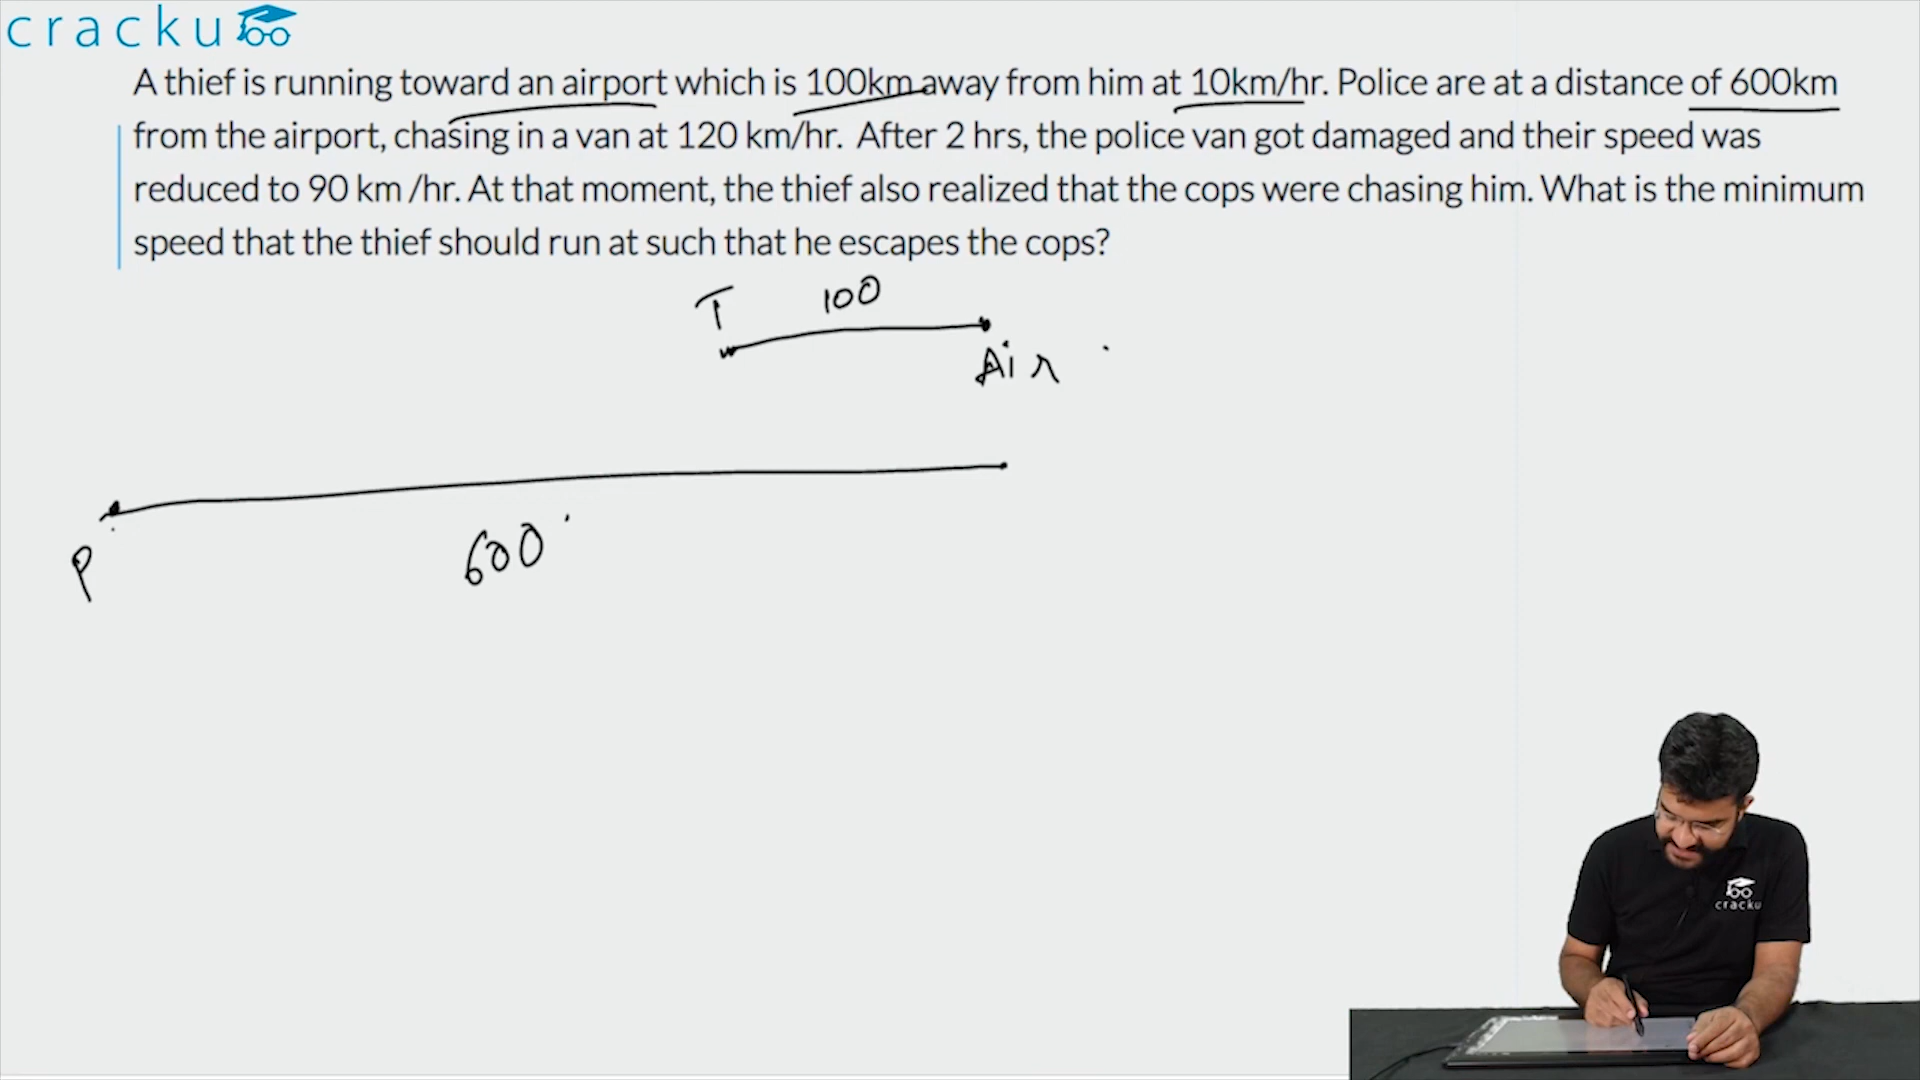 cracku
A thief is running toward an airport which is 100km away from him at 10km/hr. Police are at a distance of 600km
from the airport, chasing in a van at 120 km/hr. After 2 hrs, the police van got damaged and their speed was
reduced to 90 km /hr. At that moment, the thief also realized that the cops were chasing him. What is the minimum
speed that the thief should run at such that he escapes the cops?
T 100
Air
600
P
cracku